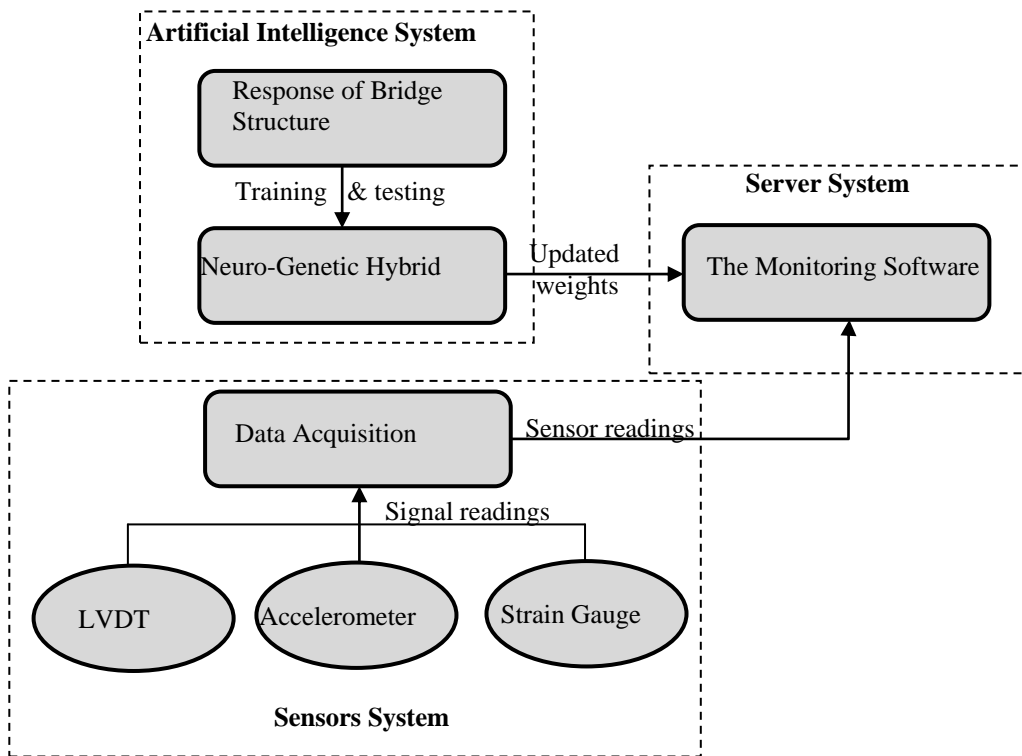 Artificial Intelligence System
Response of Bridge
Structure
Training & testing
Neuro-Genetic Hybrid
Updated
weights
Server System
The Monitoring Software
Data Acquisition
Sensor readings
Signal readings
LVDT
Accelerometer
Strain Gauge
Sensors System